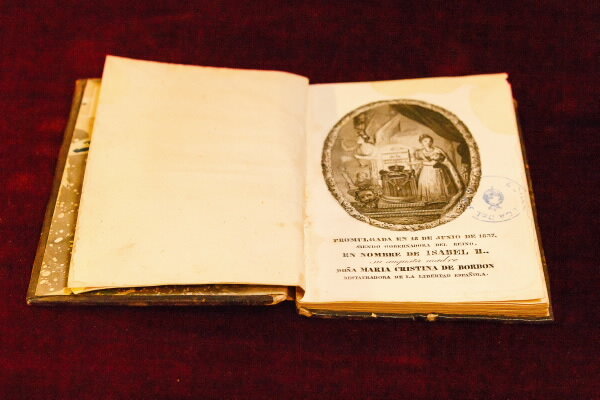 PROMULGADA EN 18 DE JUNIO DE 1837,
SIENDO GOBERNADORA DEL REINO,
EN NOMBRE DE ISABEL II.,
su augusta madre
DOÑA MARIA CRISTINA DE BORBON
RESTAURADORA DE LA LIBERTAD ESPAÑOLA.